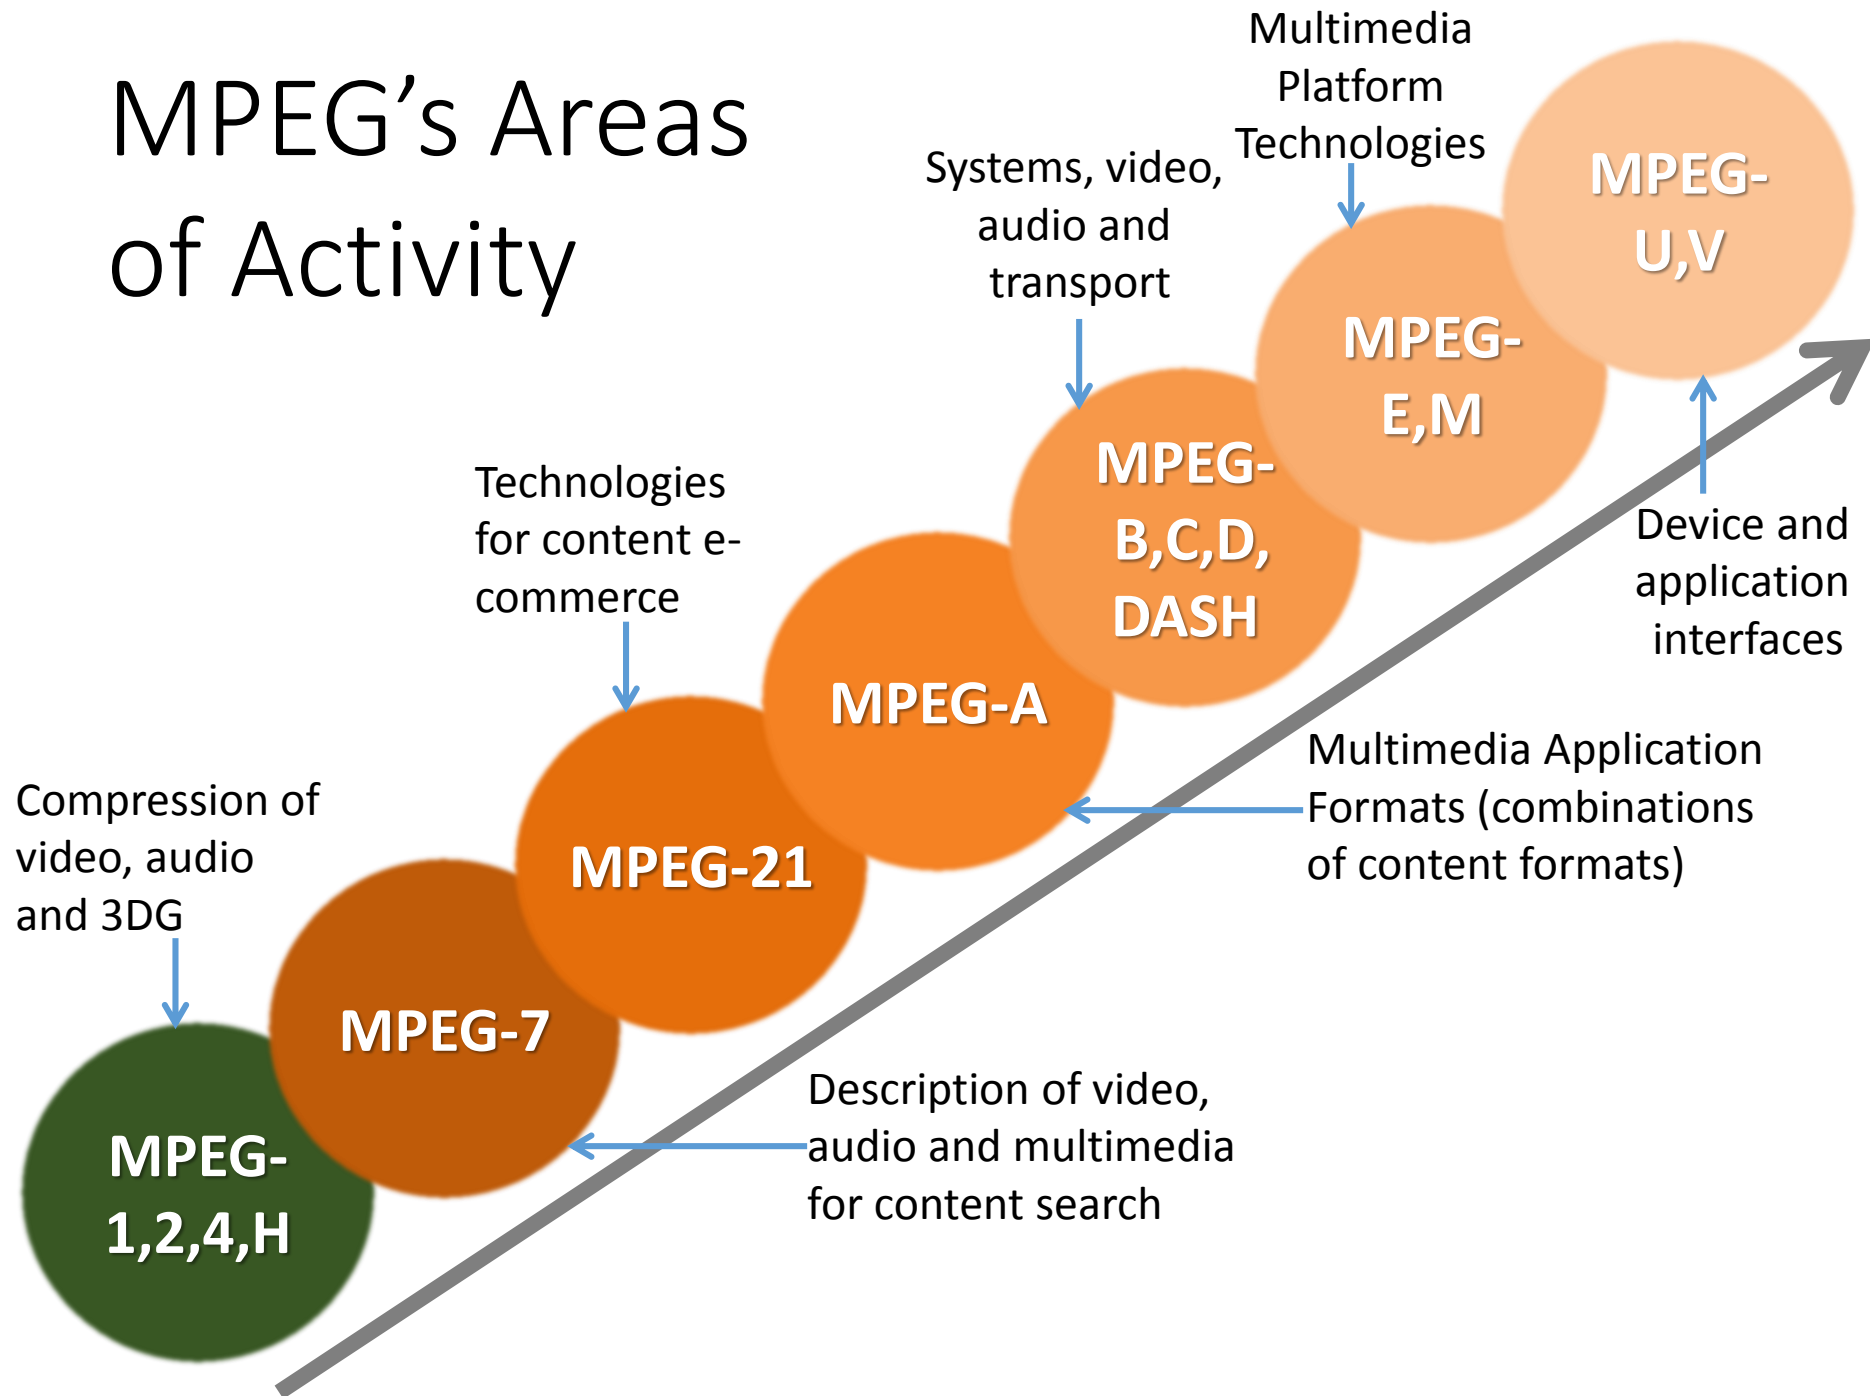 MPEG's Areas
of Activity
Multimedia
Platform
Technologies
Systems, video,
audio and
transport
MPEG-
U,V
MPEG-
E,M
MPEG-
B,C,D,
DASH
Technologies
for content e-
commerce
Device and
application
interfaces
MPEG-A
Multimedia Application
Formats (combinations
of content formats)
Compression of
video, audio
and 3DG
MPEG-21
MPEG-7
Description of video,
audio and multimedia
for content search
MPEG-
1,2,4,H